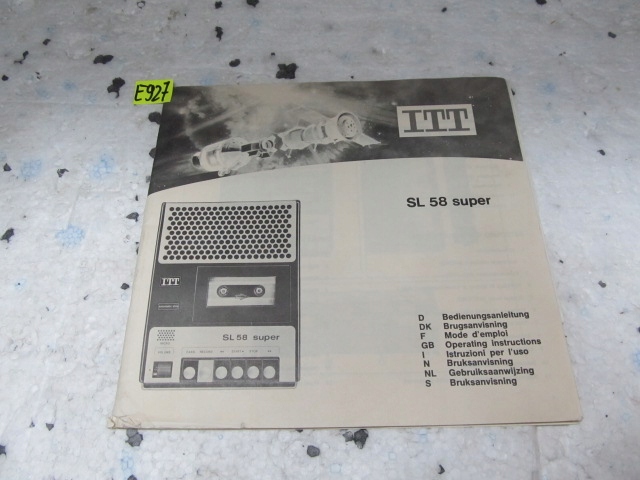 E927
ITT
SL 58 super
ITT
SL 58 super
D Bedienungsanleitung
DK Brugsanvisning
F Mode d'emploi
GB Operating Instructions
I Istruzioni per l'uso
N Bruksanvisning
NL Gebruiksaanwijzing
S Bruksanvisning